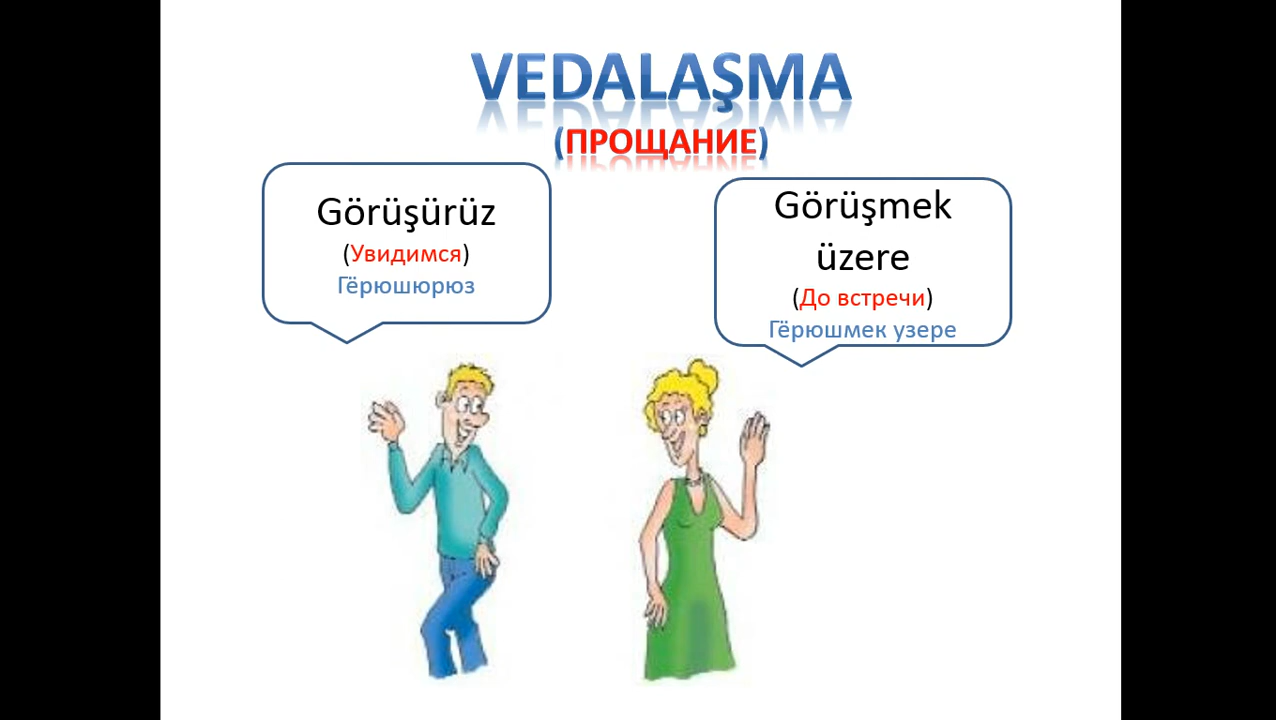 VEDALAŞMA
(ПРОЩАНИЕ)
Görüşürüz
(Увидимся)
Гёрюшюрюз
Görüşmek
üzere
(До встречи)
Гёрюшмек узере